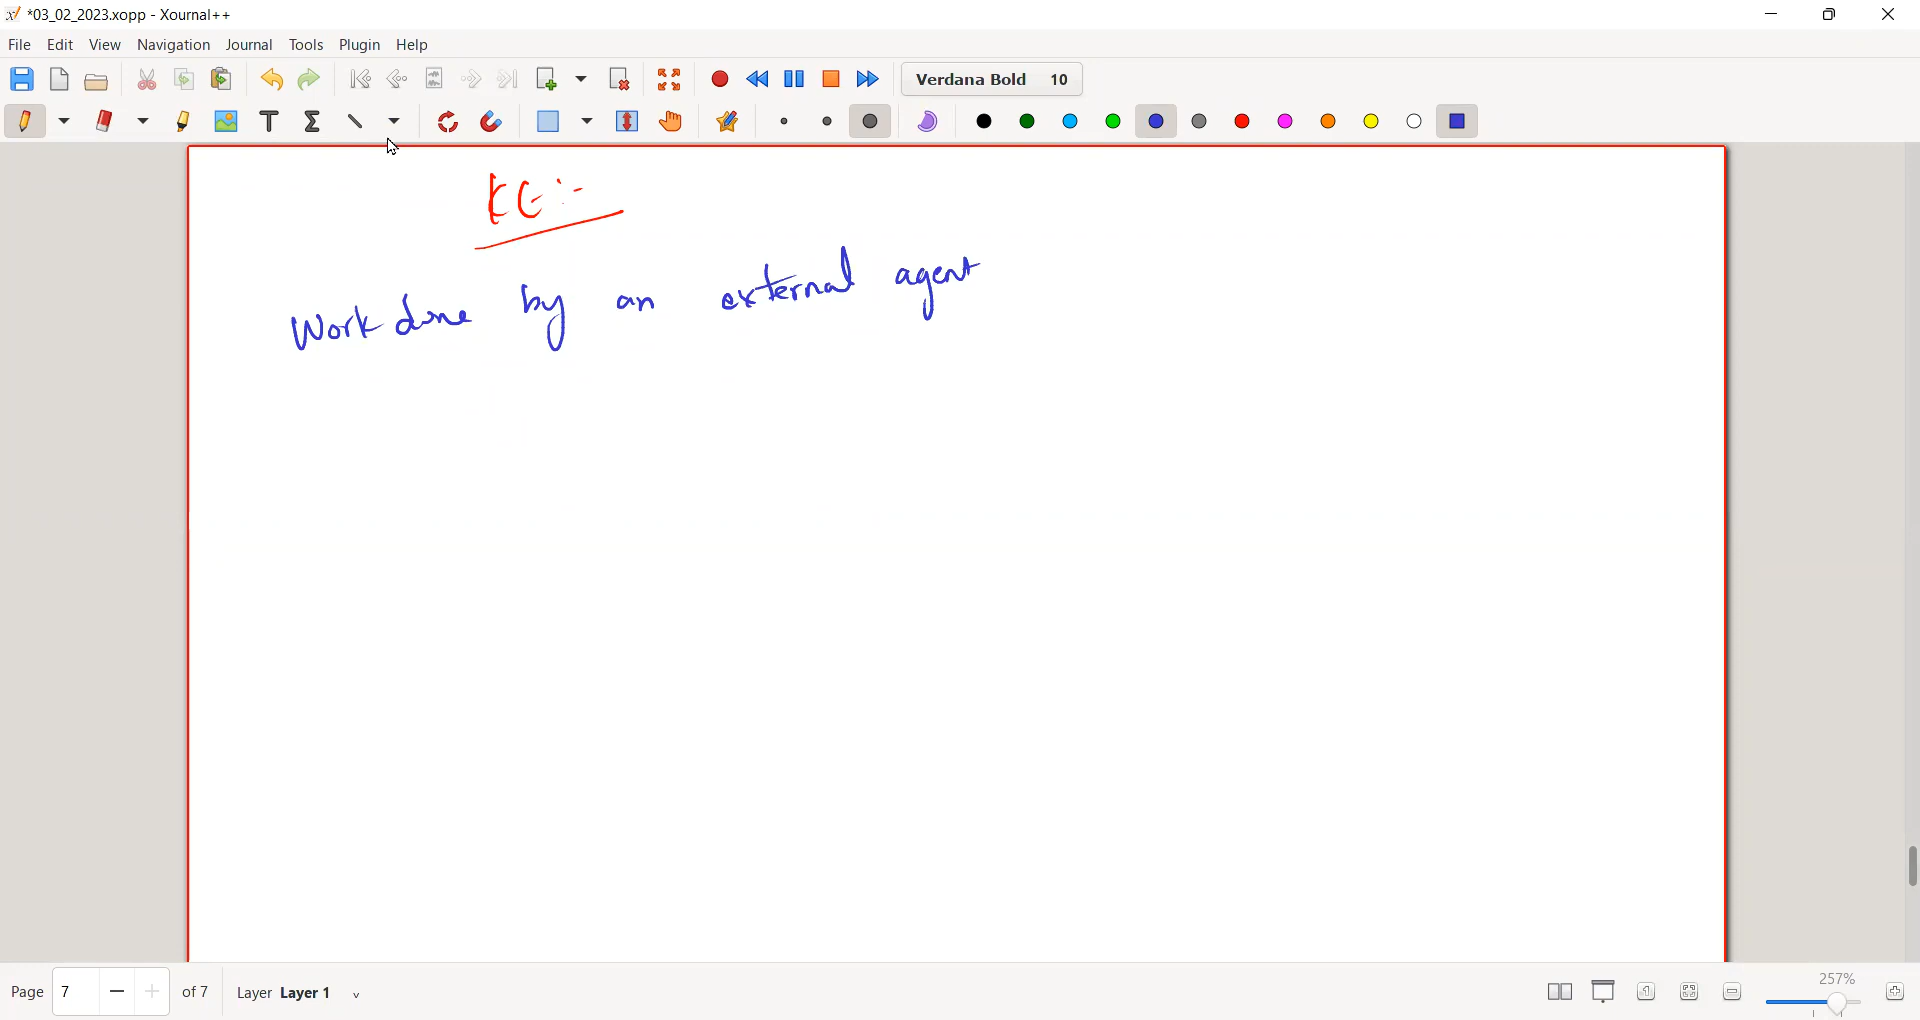 *03_02_2023.xopp - Xournal++
File Edit View Navigation Journal Tools Plugin Help
Verdana Bold 10
KE :-
Work done by an external agent
Page 7 of 7 Layer Layer 1
257%